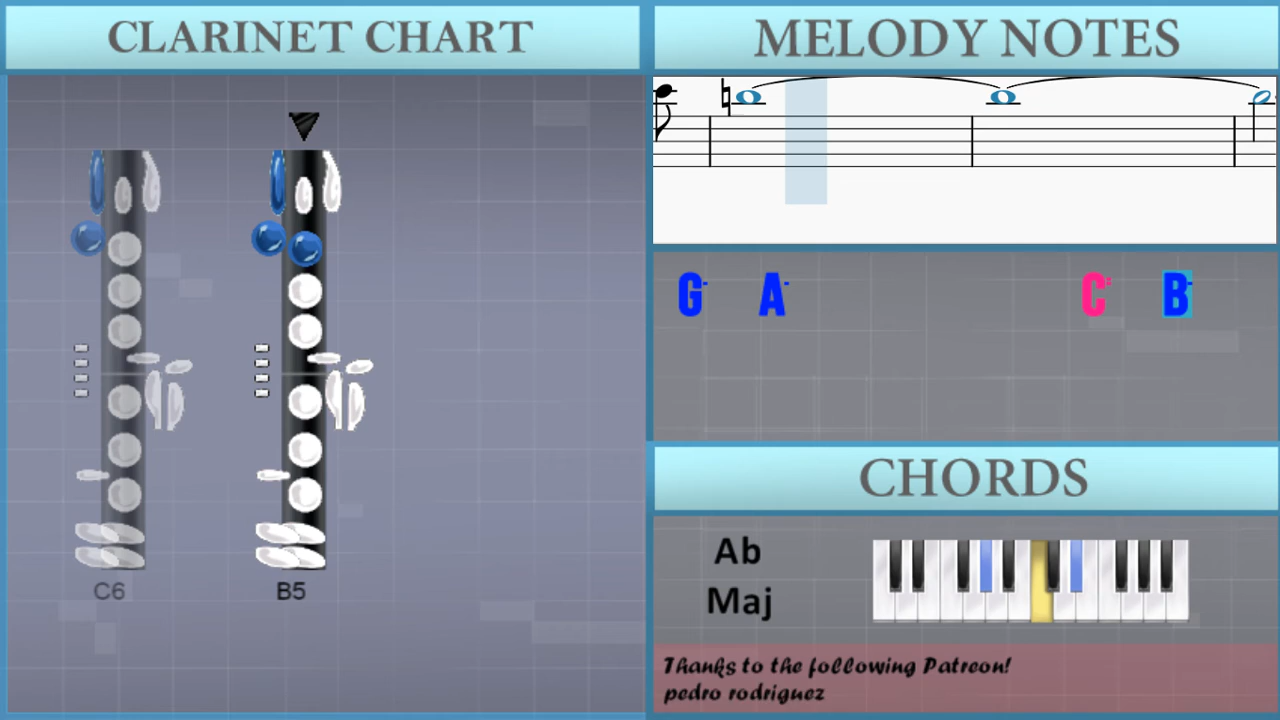 CLARINET CHART
MELODY NOTES
C6
B5
G A C B
CHORDS
Ab
Maj
Thanks to the following Patreon!
pedro rodriguez